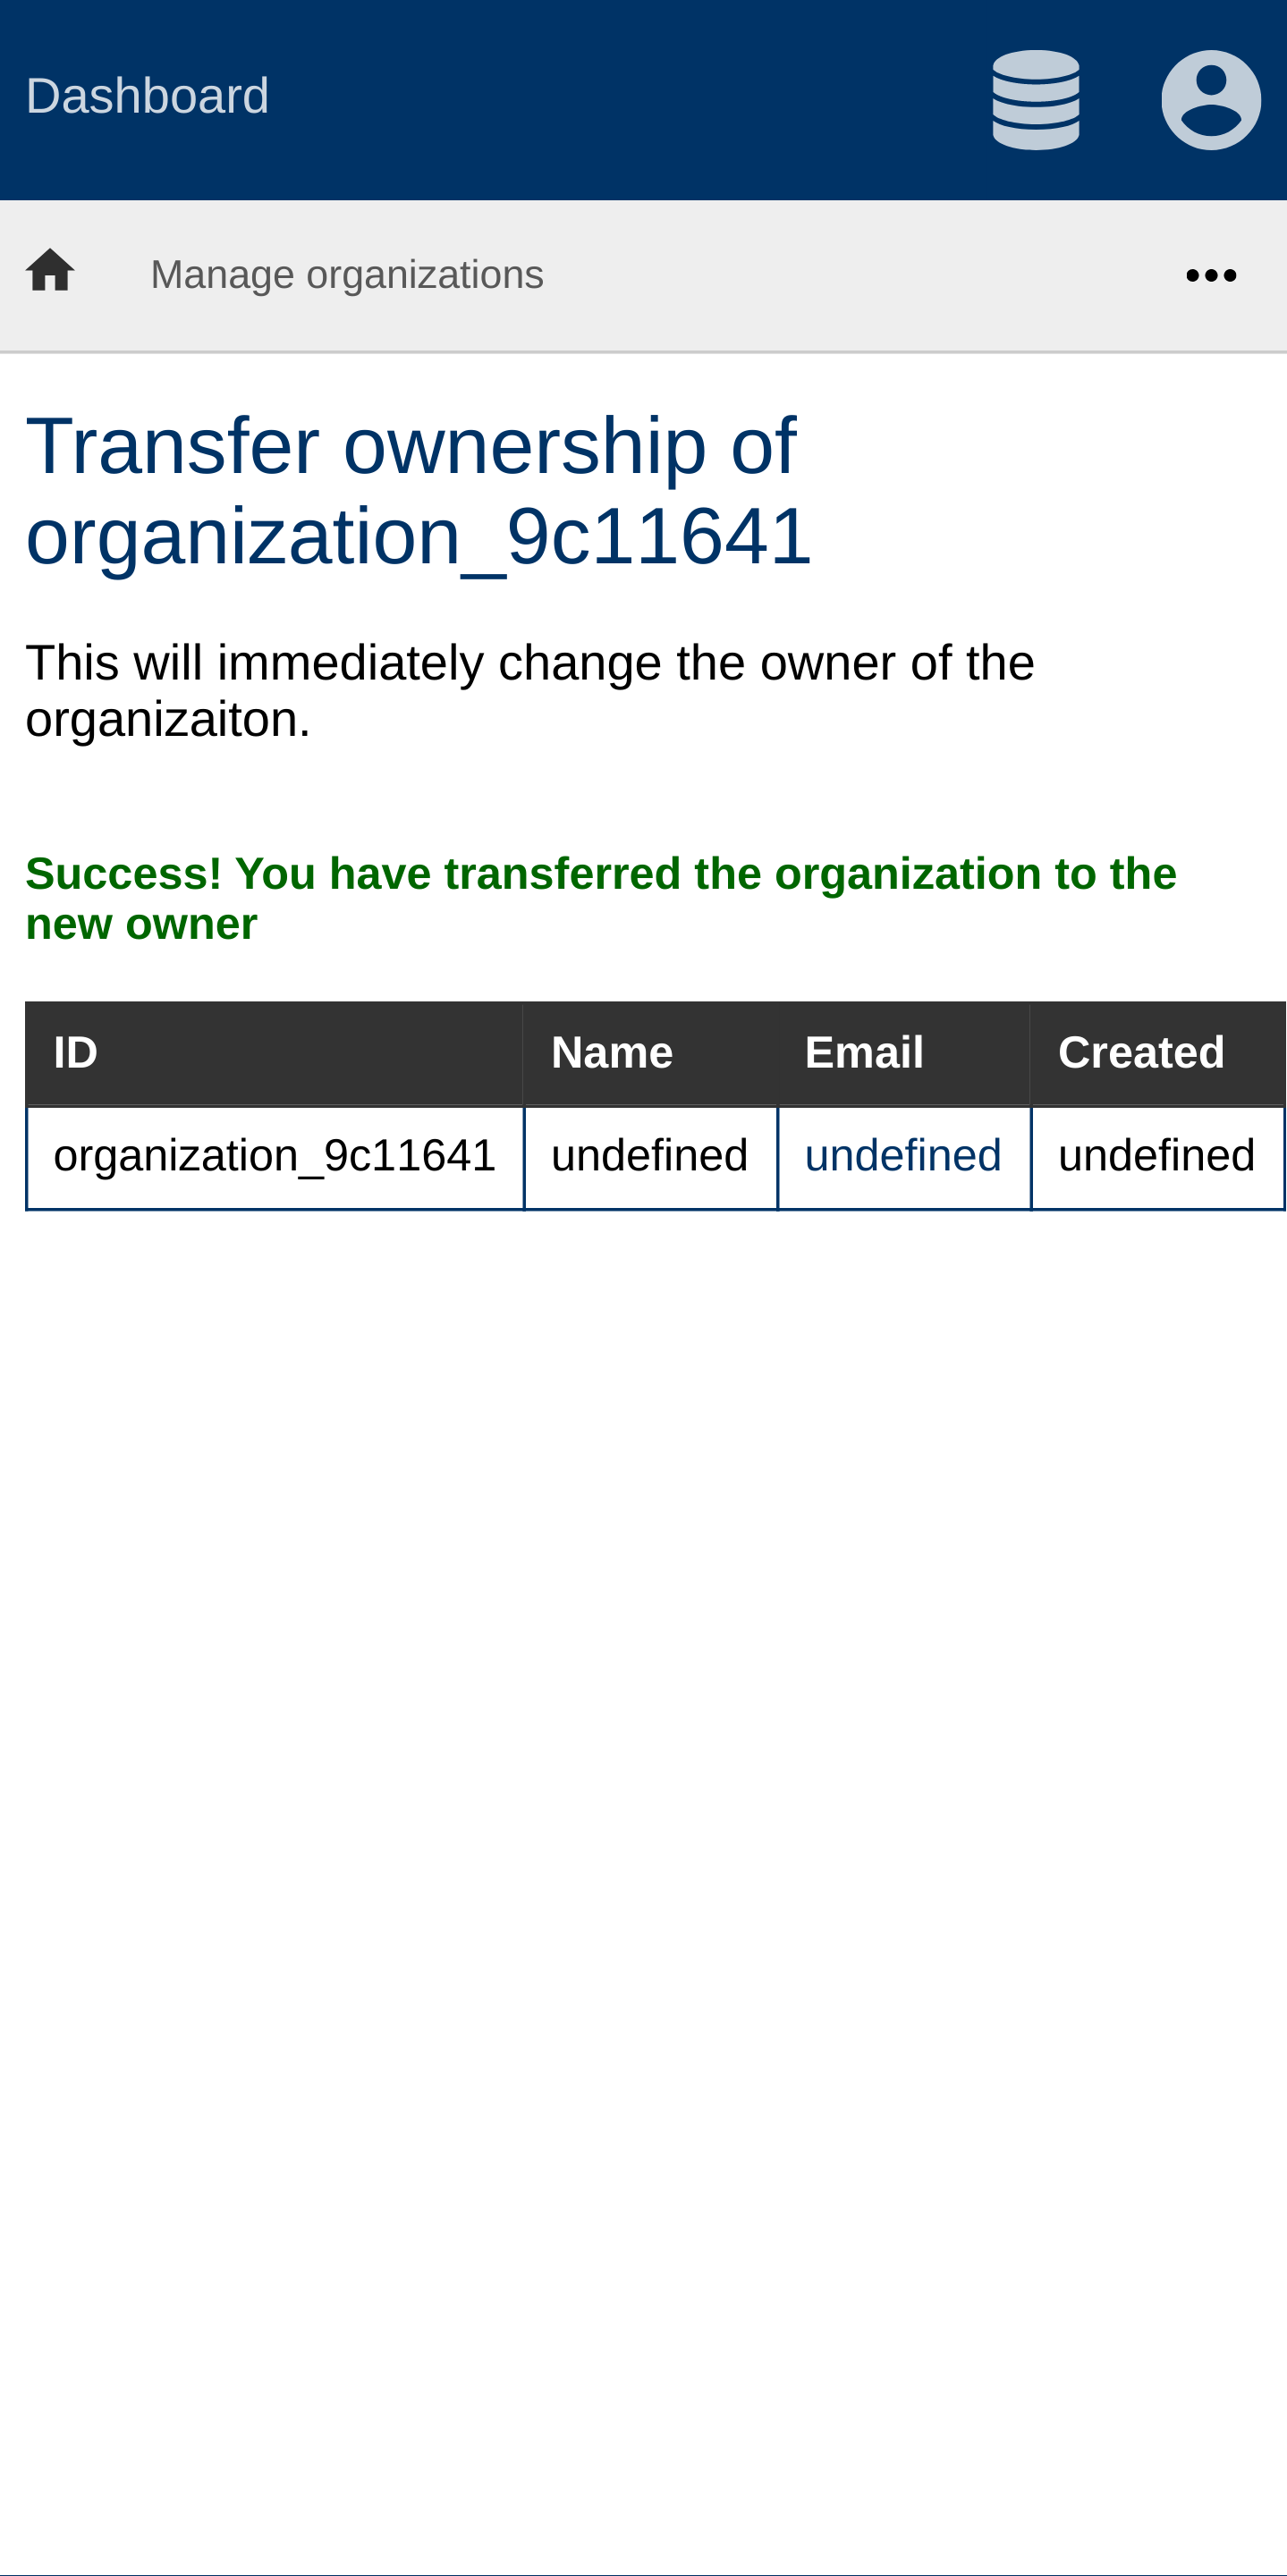 Dashboard
Manage organizations
Transfer ownership of
organization_9c11641
This will immediately change the owner of the
organizaiton.
Success! You have transferred the organization to the
new owner
ID Name Email Created
organization_9c11641 undefined undefined undefined